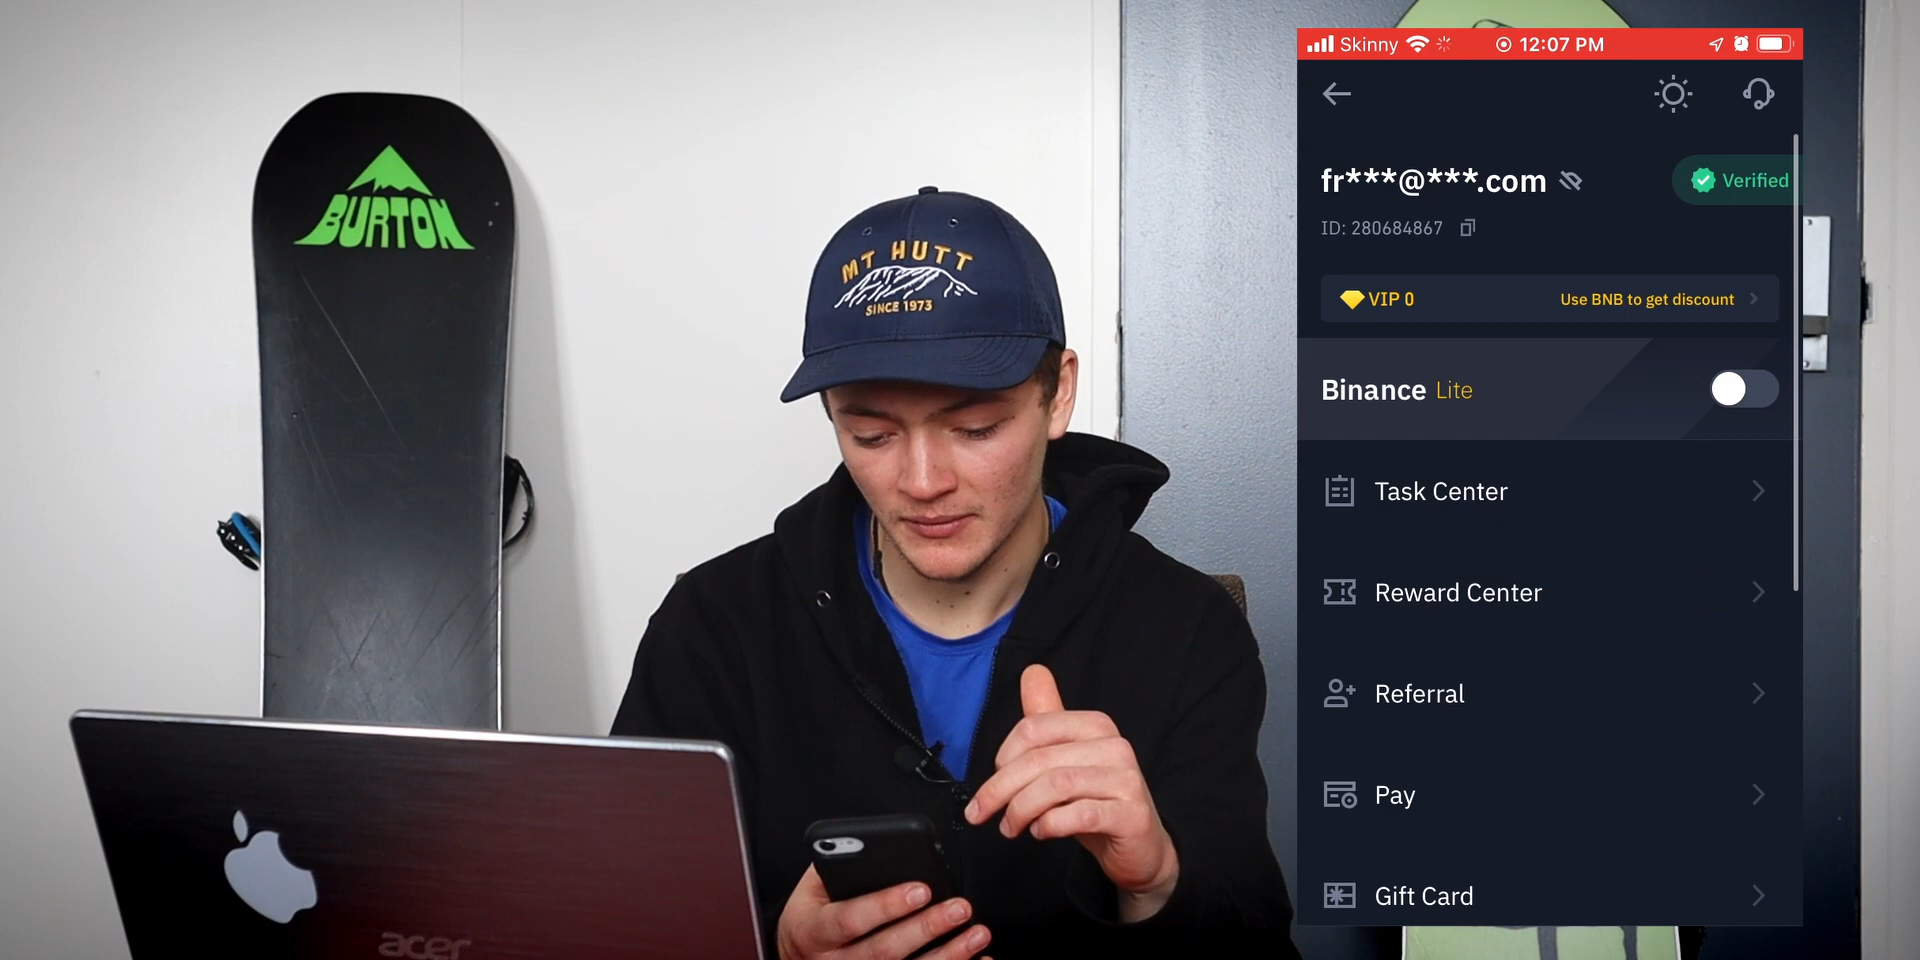 BURTON
MT HUTT
SINCE 1973
acer
Skinny
12:07 PM
fr***@***.com
Verified
ID: 280684867
VIP 0
Use BNB to get discount
Binance Lite
Task Center
Reward Center
Referral
Pay
Gift Card